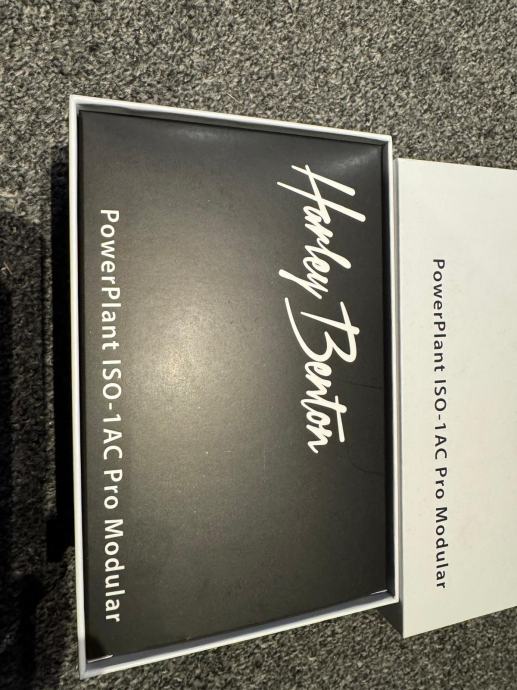 Harley Benton
PowerPlant ISO-1AC Pro Modular
PowerPlant ISO-1AC Pro Modular